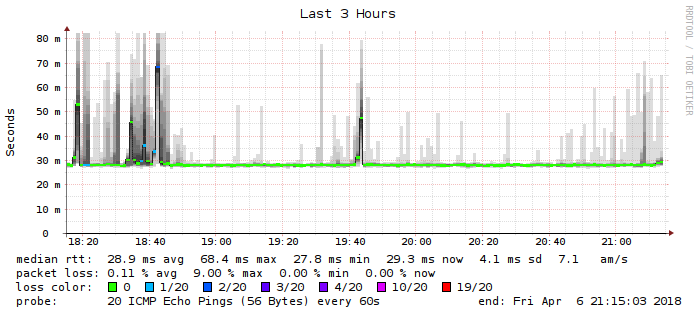 Last 3 Hours
RRDTOOL / TOBI OETIKER
Seconds
80 m
70 m
60 m
50 m
40 m
30 m
20 m
10 m
0
18:20 18:40 19:00 19:20 19:40 20:00 20:20 20:40 21:00
median rtt: 28.9 ms avg 68.4 ms max 27.8 ms min 29.3 ms now 4.1 ms sd 7.1 am/s
packet loss: 0.11 % avg 9.00 % max 0.00 % min 0.00 % now
loss color: 0 1/20 2/20 3/20 4/20 10/20 19/20
probe: 20 ICMP Echo Pings (56 Bytes) every 60s end: Fri Apr 6 21:15:03 2018